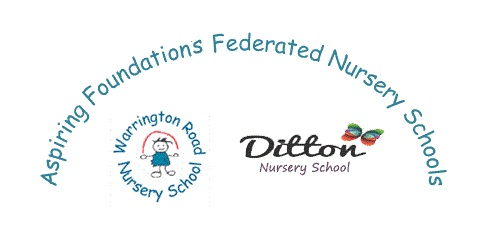 Aspiring Foundations Federated Nursery Schools
Warrington Road
Nursery School
Ditton
Nursery School